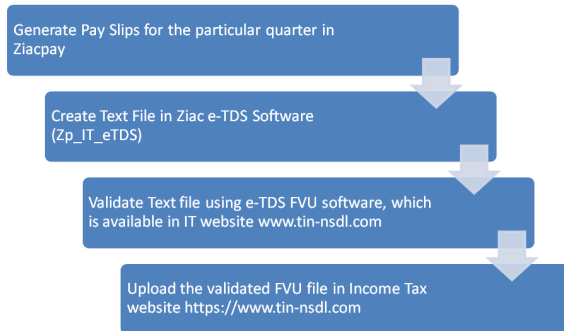 Generate Pay Slips for the particular quarter in
Ziacpay
Create Text File in Ziac e-TDS Software
(Zp_IT_eTDS)
Validate Text file using e-TDS FVU software, which
is available in IT website www.tin-nsdl.com
Upload the validated FVU file in Income Tax
website https://www.tin-nsdl.com